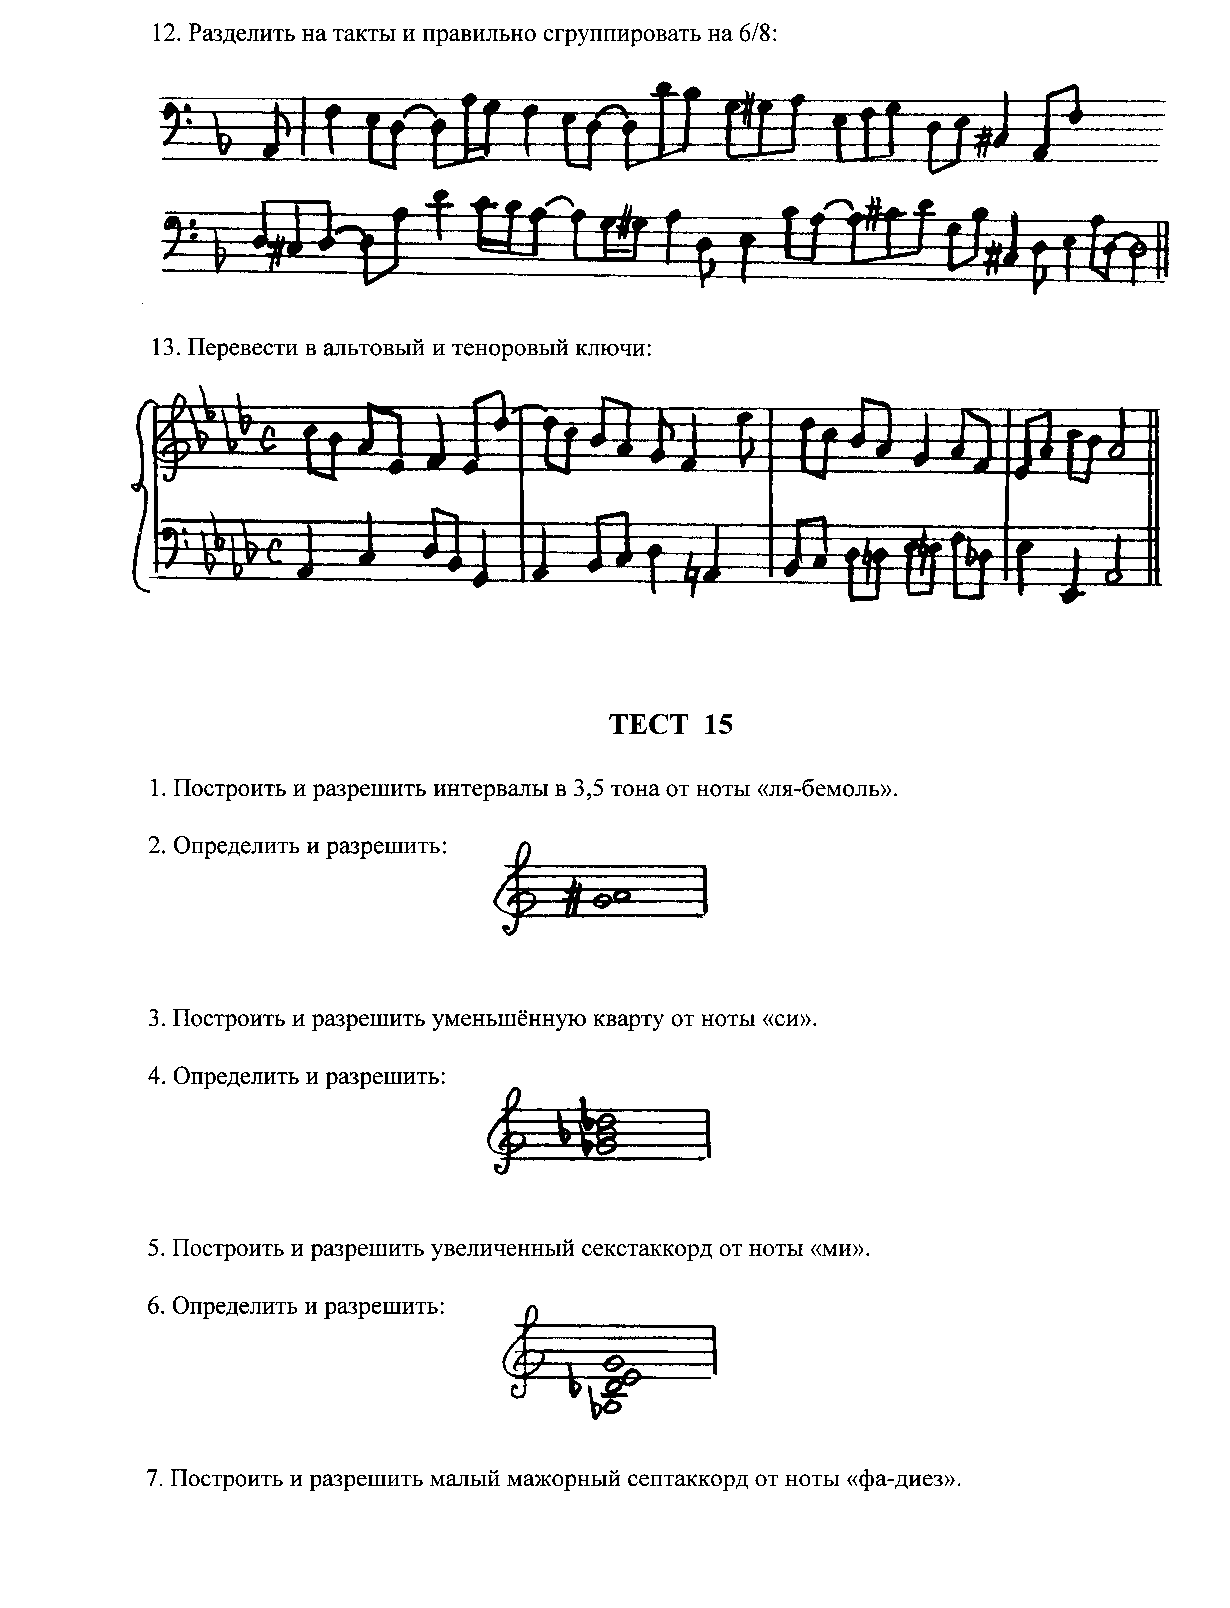 12. Разделить на такты и правильно сгруппировать на 6/8:
13. Перевести в альтовый и теноровый ключи:
ТЕСТ 15
1. Построить и разрешить интервалы в 3,5 тона от ноты «ля-бемоль».
2. Определить и разрешить:
3. Построить и разрешить уменьшённую кварту от ноты «си».
4. Определить и разрешить:
5. Построить и разрешить увеличенный секстаккорд от ноты «ми».
6. Определить и разрешить:
7. Построить и разрешить малый мажорный септаккорд от ноты «фа-диез».